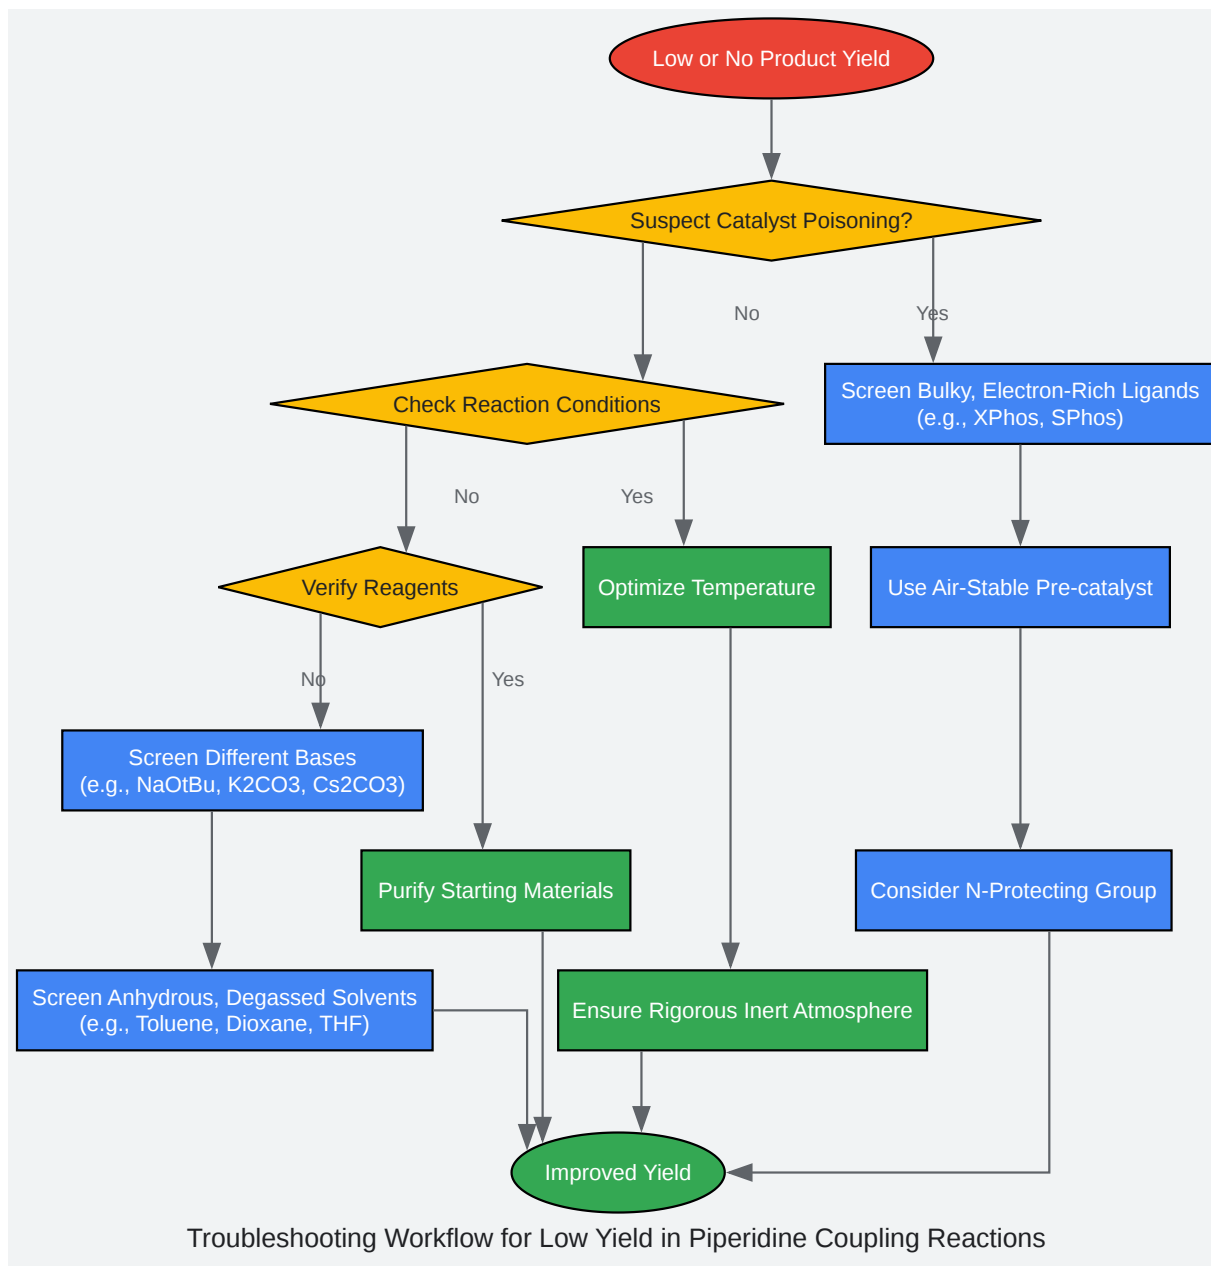 Low or No Product Yield
Suspect Catalyst Poisoning?
No
Yes
Check Reaction Conditions
Screen Bulky, Electron-Rich Ligands
(e.g., XPhos, SPhos)
No
Yes
Verify Reagents
Optimize Temperature
Use Air-Stable Pre-catalyst
No
Yes
Screen Different Bases
(e.g., NaOtBu, K2CO3, Cs2CO3)
Purify Starting Materials
Consider N-Protecting Group
Screen Anhydrous, Degassed Solvents
(e.g., Toluene, Dioxane, THF)
Ensure Rigorous Inert Atmosphere
Improved Yield
Troubleshooting Workflow for Low Yield in Piperidine Coupling Reactions